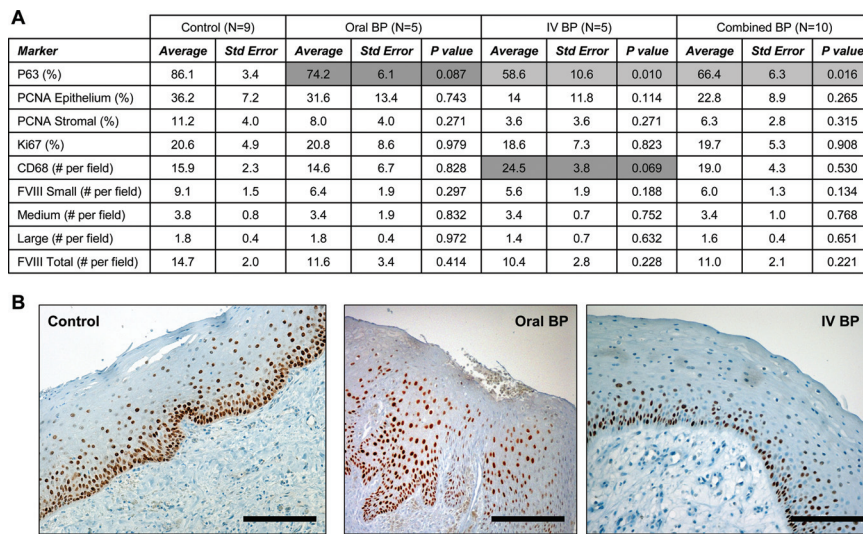 A
Control (N=9) Oral BP (N=5) IV BP (N=5) Combined BP (N=10)
Marker Average Std Error Average Std Error P value Average Std Error P value Average Std Error P value
P63 (%) 86.1 3.4 74.2 6.1 0.087 58.6 10.6 0.010 66.4 6.3 0.016
PCNA Epithelium (%) 36.2 7.2 31.6 13.4 0.743 14 11.8 0.114 22.8 8.9 0.265
PCNA Stromal (%) 11.2 4.0 8.0 4.0 0.271 3.6 3.6 0.271 6.3 2.8 0.315
Ki67 (%) 20.6 4.9 20.8 8.6 0.979 18.6 7.3 0.823 19.7 5.3 0.908
CD68 (# per field) 15.9 2.3 14.6 6.7 0.828 24.5 3.8 0.069 19.0 4.3 0.530
FVIII Small (# per field) 9.1 1.5 6.4 1.9 0.297 5.6 1.9 0.188 6.0 1.3 0.134
Medium (# per field) 3.8 0.8 3.4 1.9 0.832 3.4 0.7 0.752 3.4 1.0 0.768
Large (# per field) 1.8 0.4 1.8 0.4 0.972 1.4 0.7 0.632 1.6 0.4 0.651
FVIII Total (# per field) 14.7 2.0 11.6 3.4 0.414 10.4 2.8 0.228 11.0 2.1 0.221
B
Control Oral BP IV BP